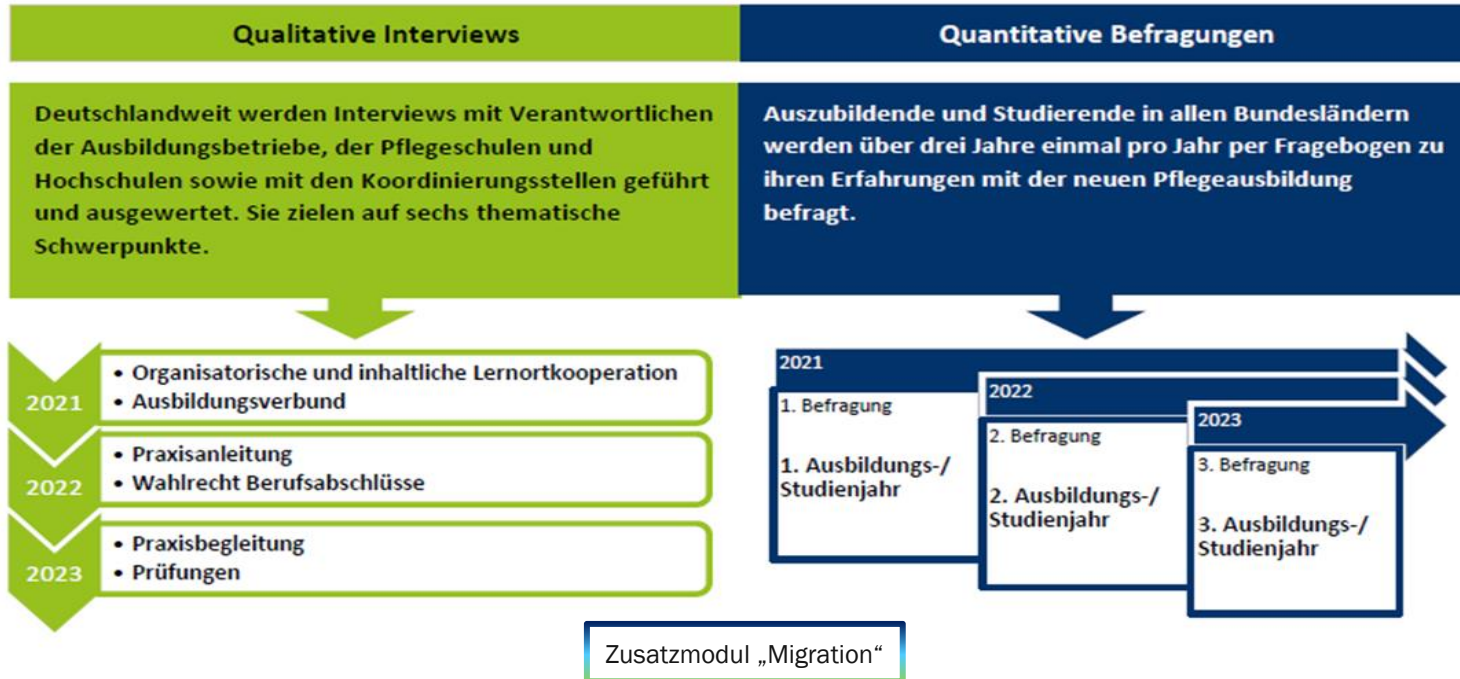 Qualitative Interviews
Deutschlandweit werden Interviews mit Verantwortlichen
der Ausbildungsbetriebe, der Pflegeschulen und
Hochschulen sowie mit den Koordinierungsstellen geführt
und ausgewertet. Sie zielen auf sechs thematische
Schwerpunkte.
2021
• Organisatorische und inhaltliche Lernortkooperation
• Ausbildungsverbund
2022
• Praxisanleitung
• Wahlrecht Berufsabschlüsse
2023
• Praxisbegleitung
• Prüfungen
Quantitative Befragungen
Auszubildende und Studierende in allen Bundesländern
werden über drei Jahre einmal pro Jahr per Fragebogen zu
ihren Erfahrungen mit der neuen Pflegeausbildung
befragt.
2021
1. Befragung
1. Ausbildungs-/
Studienjahr
2022
2. Befragung
2. Ausbildungs-/
Studienjahr
2023
3. Befragung
3. Ausbildungs-/
Studienjahr
Zusatzmodul „Migration“